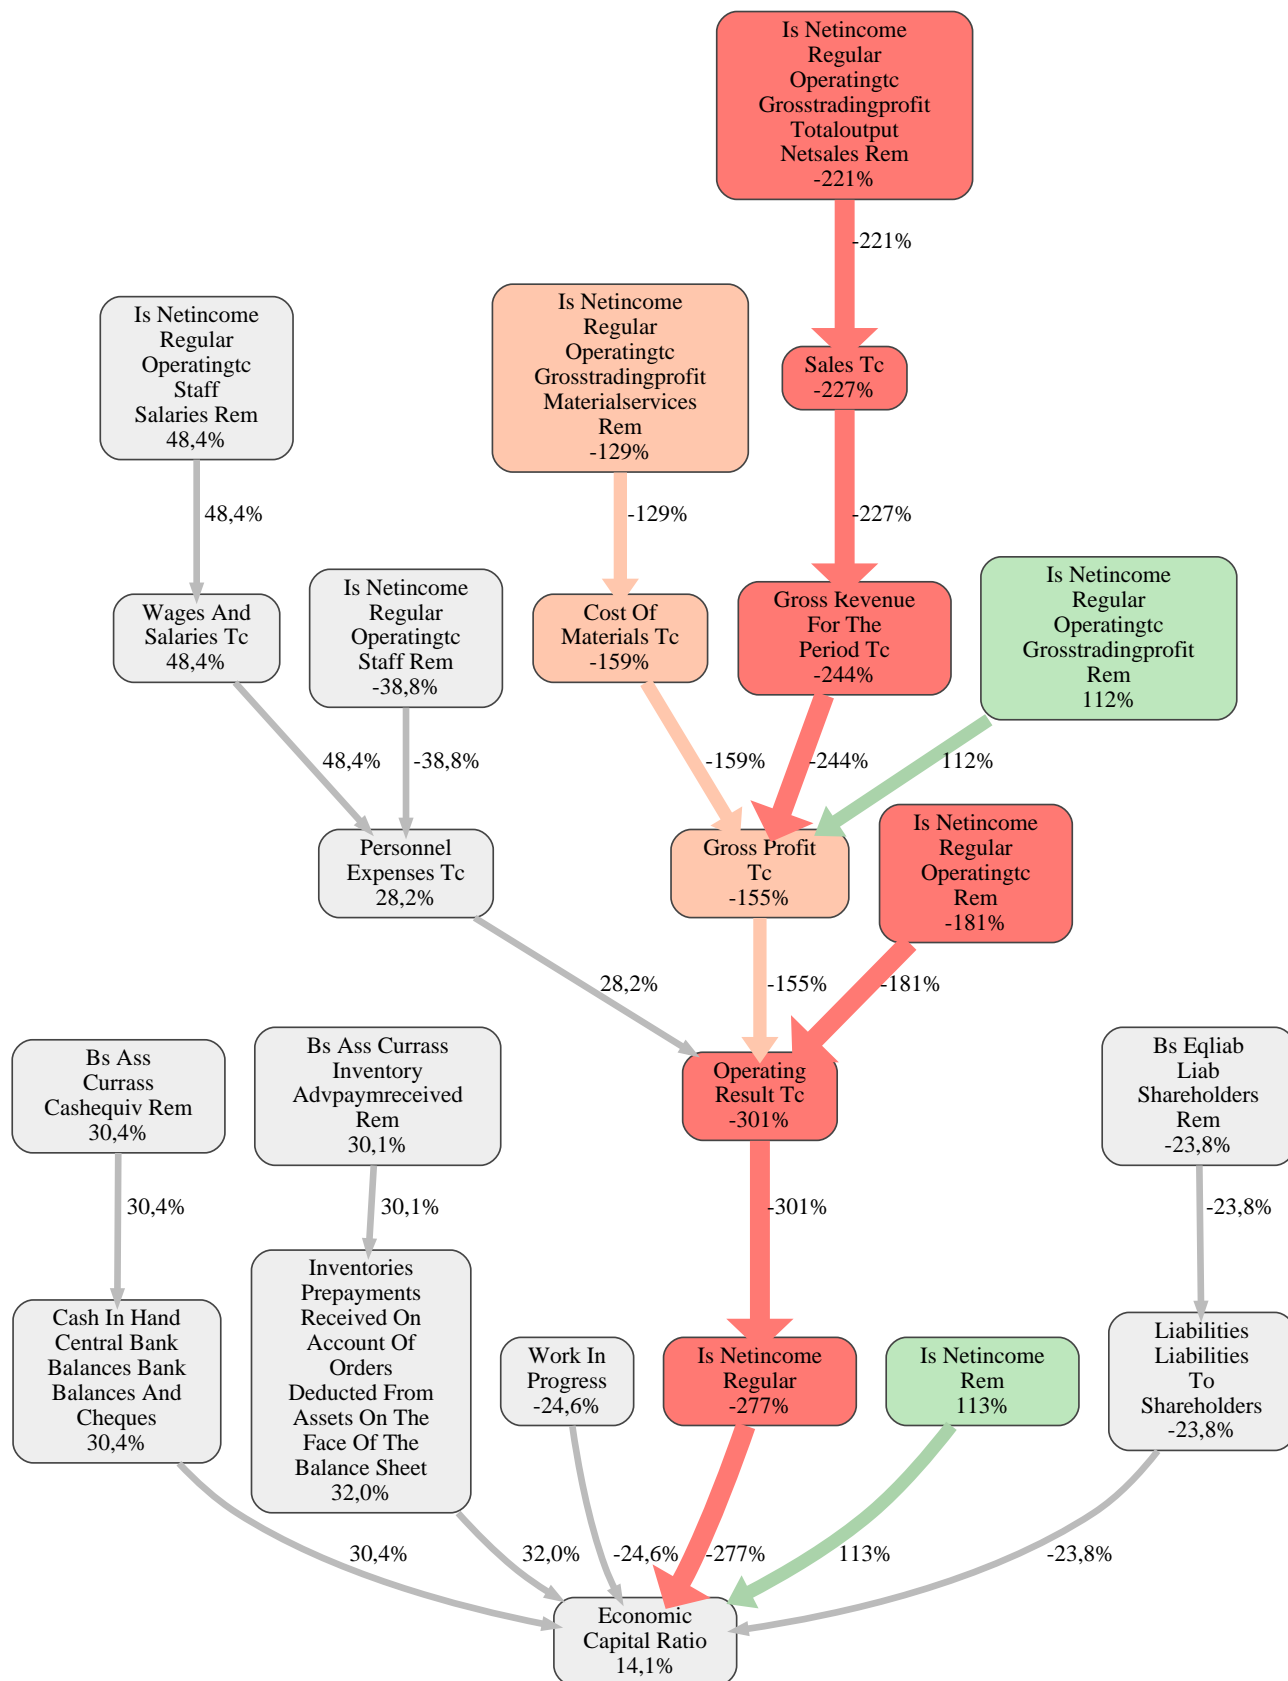 Is Netincome
Regular
Operatingtc
Grosstradingprofit
Totaloutput
Netsales Rem
-221%
-221%
Is Netincome
Regular
Operatingtc
Staff
Salaries Rem
48,4%
Is Netincome
Regular
Operatingtc
Grosstradingprofit
Materialservices
Rem
-129%
Sales Tc
-227%
48,4%
-129%
-227%
Wages And
Salaries Tc
48,4%
Is Netincome
Regular
Operatingtc
Staff Rem
-38,8%
Cost Of
Materials Tc
-159%
Gross Revenue
For The
Period Tc
-244%
Is Netincome
Regular
Operatingtc
Grosstradingprofit
Rem
112%
48,4%
-38,8%
-159%
-244%
112%
Personnel
Expenses Tc
28,2%
Gross Profit
Tc
-155%
Is Netincome
Regular
Operatingtc
Rem
-181%
28,2%
-155%
-181%
Bs Ass
Currass
Cashequiv Rem
30,4%
Bs Ass Currass
Inventory
Advpaymreceived
Rem
30,1%
Operating
Result Tc
-301%
Bs Eqliab
Liab
Shareholders
Rem
-23,8%
30,4%
30,1%
-301%
-23,8%
Cash In Hand
Central Bank
Balances Bank
Balances And
Cheques
30,4%
Inventories
Prepayments
Received On
Account Of
Orders
Deducted From
Assets On The
Face Of The
Balance Sheet
32,0%
Work In
Progress
-24,6%
Is Netincome
Regular
-277%
Is Netincome
Rem
113%
Liabilities
Liabilities
To
Shareholders
-23,8%
30,4%
32,0%
-24,6%
-277%
113%
-23,8%
Economic
Capital Ratio
14,1%